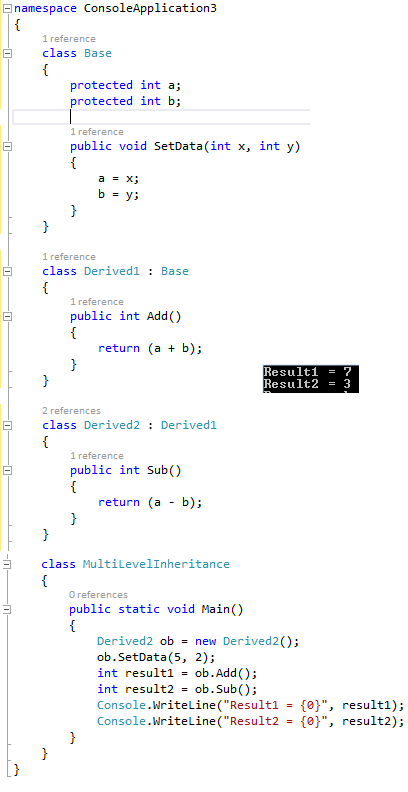 namespace ConsoleApplication3
{
1 reference
class Base
{
protected int a;
protected int b;
1 reference
public void SetData(int x, int y)
{
a = x;
b = y;
}
}
1 reference
class Derived1 : Base
{
1 reference
public int Add()
{
return (a + b);
}
}
Result1 = 7
Result2 = 3
2 references
class Derived2 : Derived1
{
1 reference
public int Sub()
{
return (a - b);
}
}
class MultiLevelInheritance
{
0 references
public static void Main()
{
Derived2 ob = new Derived2();
ob.SetData(5, 2);
int result1 = ob.Add();
int result2 = ob.Sub();
Console.WriteLine("Result1 = {0}", result1);
Console.WriteLine("Result2 = {0}", result2);
}
}
}